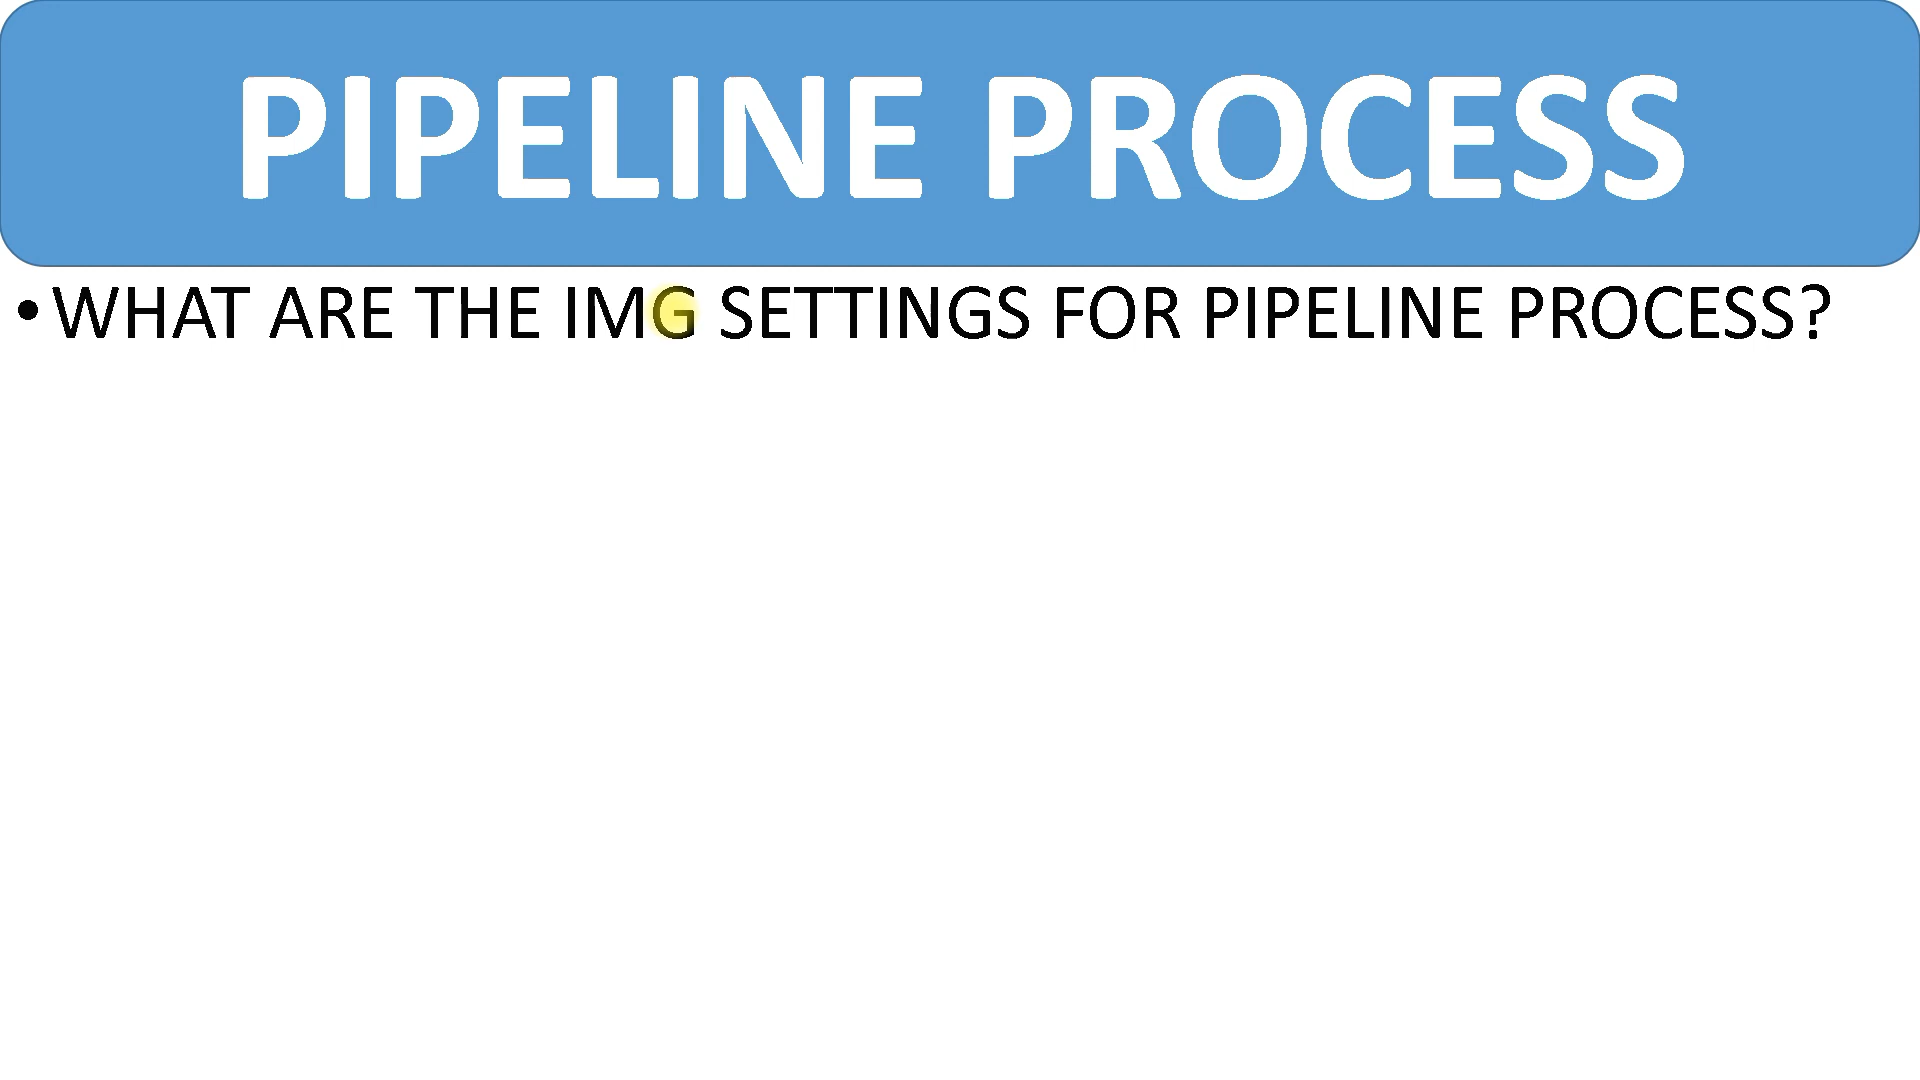 PIPELINE PROCESS
•WHAT ARE THE IMG SETTINGS FOR PIPELINE PROCESS?